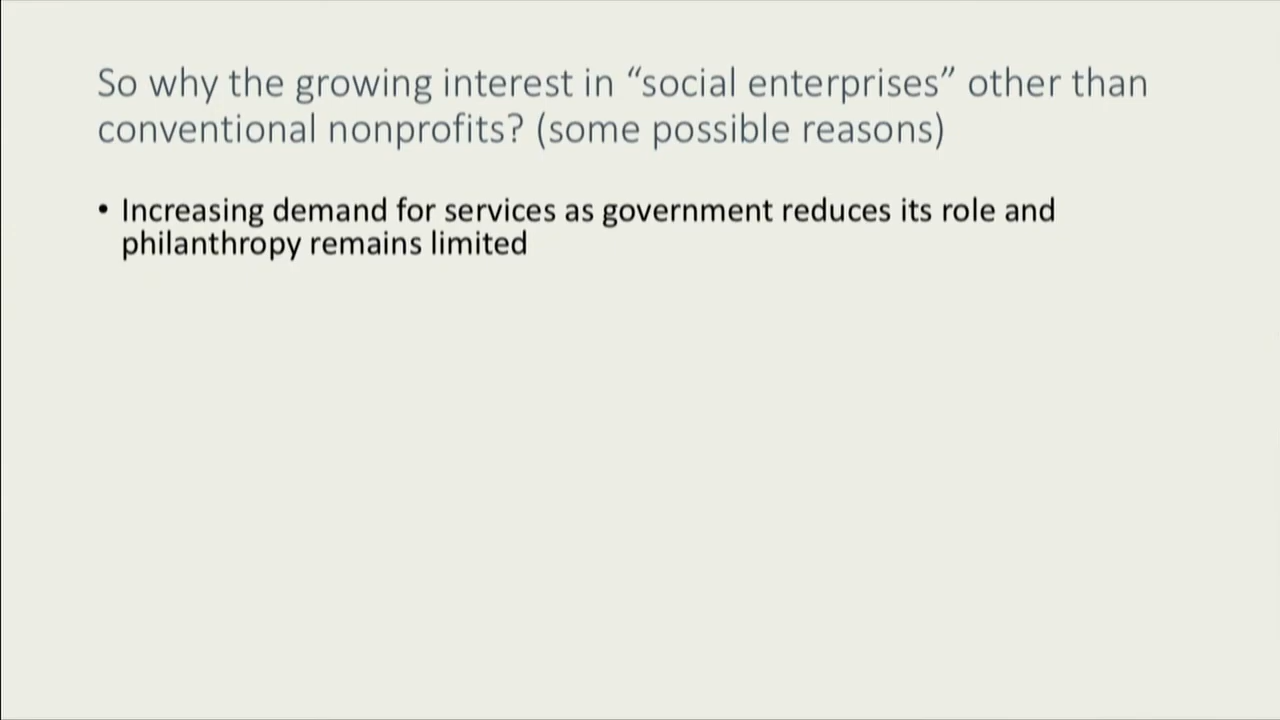 So why the growing interest in “social enterprises” other than
conventional nonprofits? (some possible reasons)
• Increasing demand for services as government reduces its role and
philanthropy remains limited